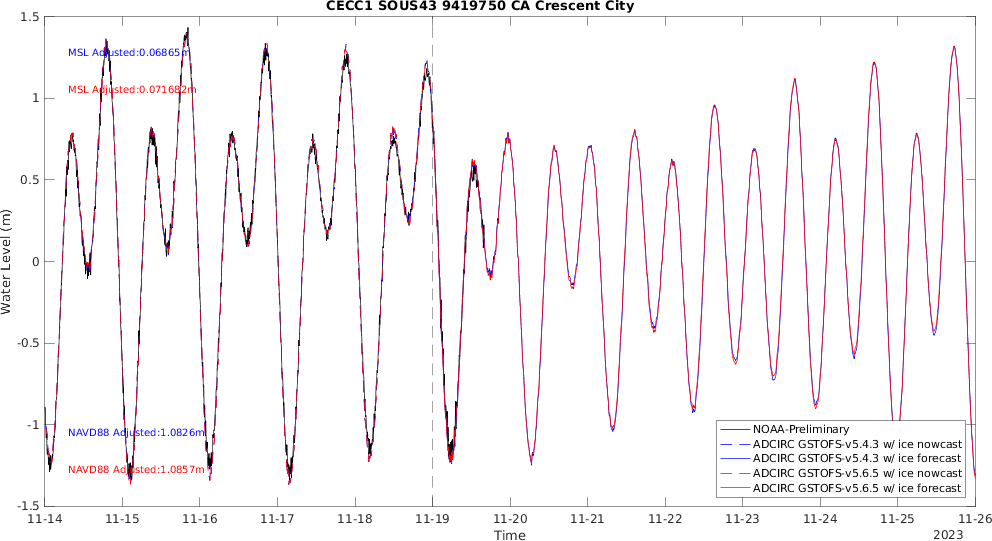 CECC1 SOUS43 9419750 CA Crescent City
1.5
MSL Adjusted:0.06865m
MSL Adjusted:0.071682m
1
0.5
0
-0.5
-1
-1.5
Water Level (m)
NAVD88 Adjusted:1.0826m
NAVD88 Adjusted:1.0857m
NOAA-Preliminary
ADCIRC GSTOFS-v5.4.3 w/ ice nowcast
ADCIRC GSTOFS-v5.4.3 w/ ice forecast
ADCIRC GSTOFS-v5.6.5 w/ ice nowcast
ADCIRC GSTOFS-v5.6.5 w/ ice forecast
11-14 11-15 11-16 11-17 11-18 11-19 11-20 11-21 11-22 11-23 11-24 11-25 11-26
Time
2023